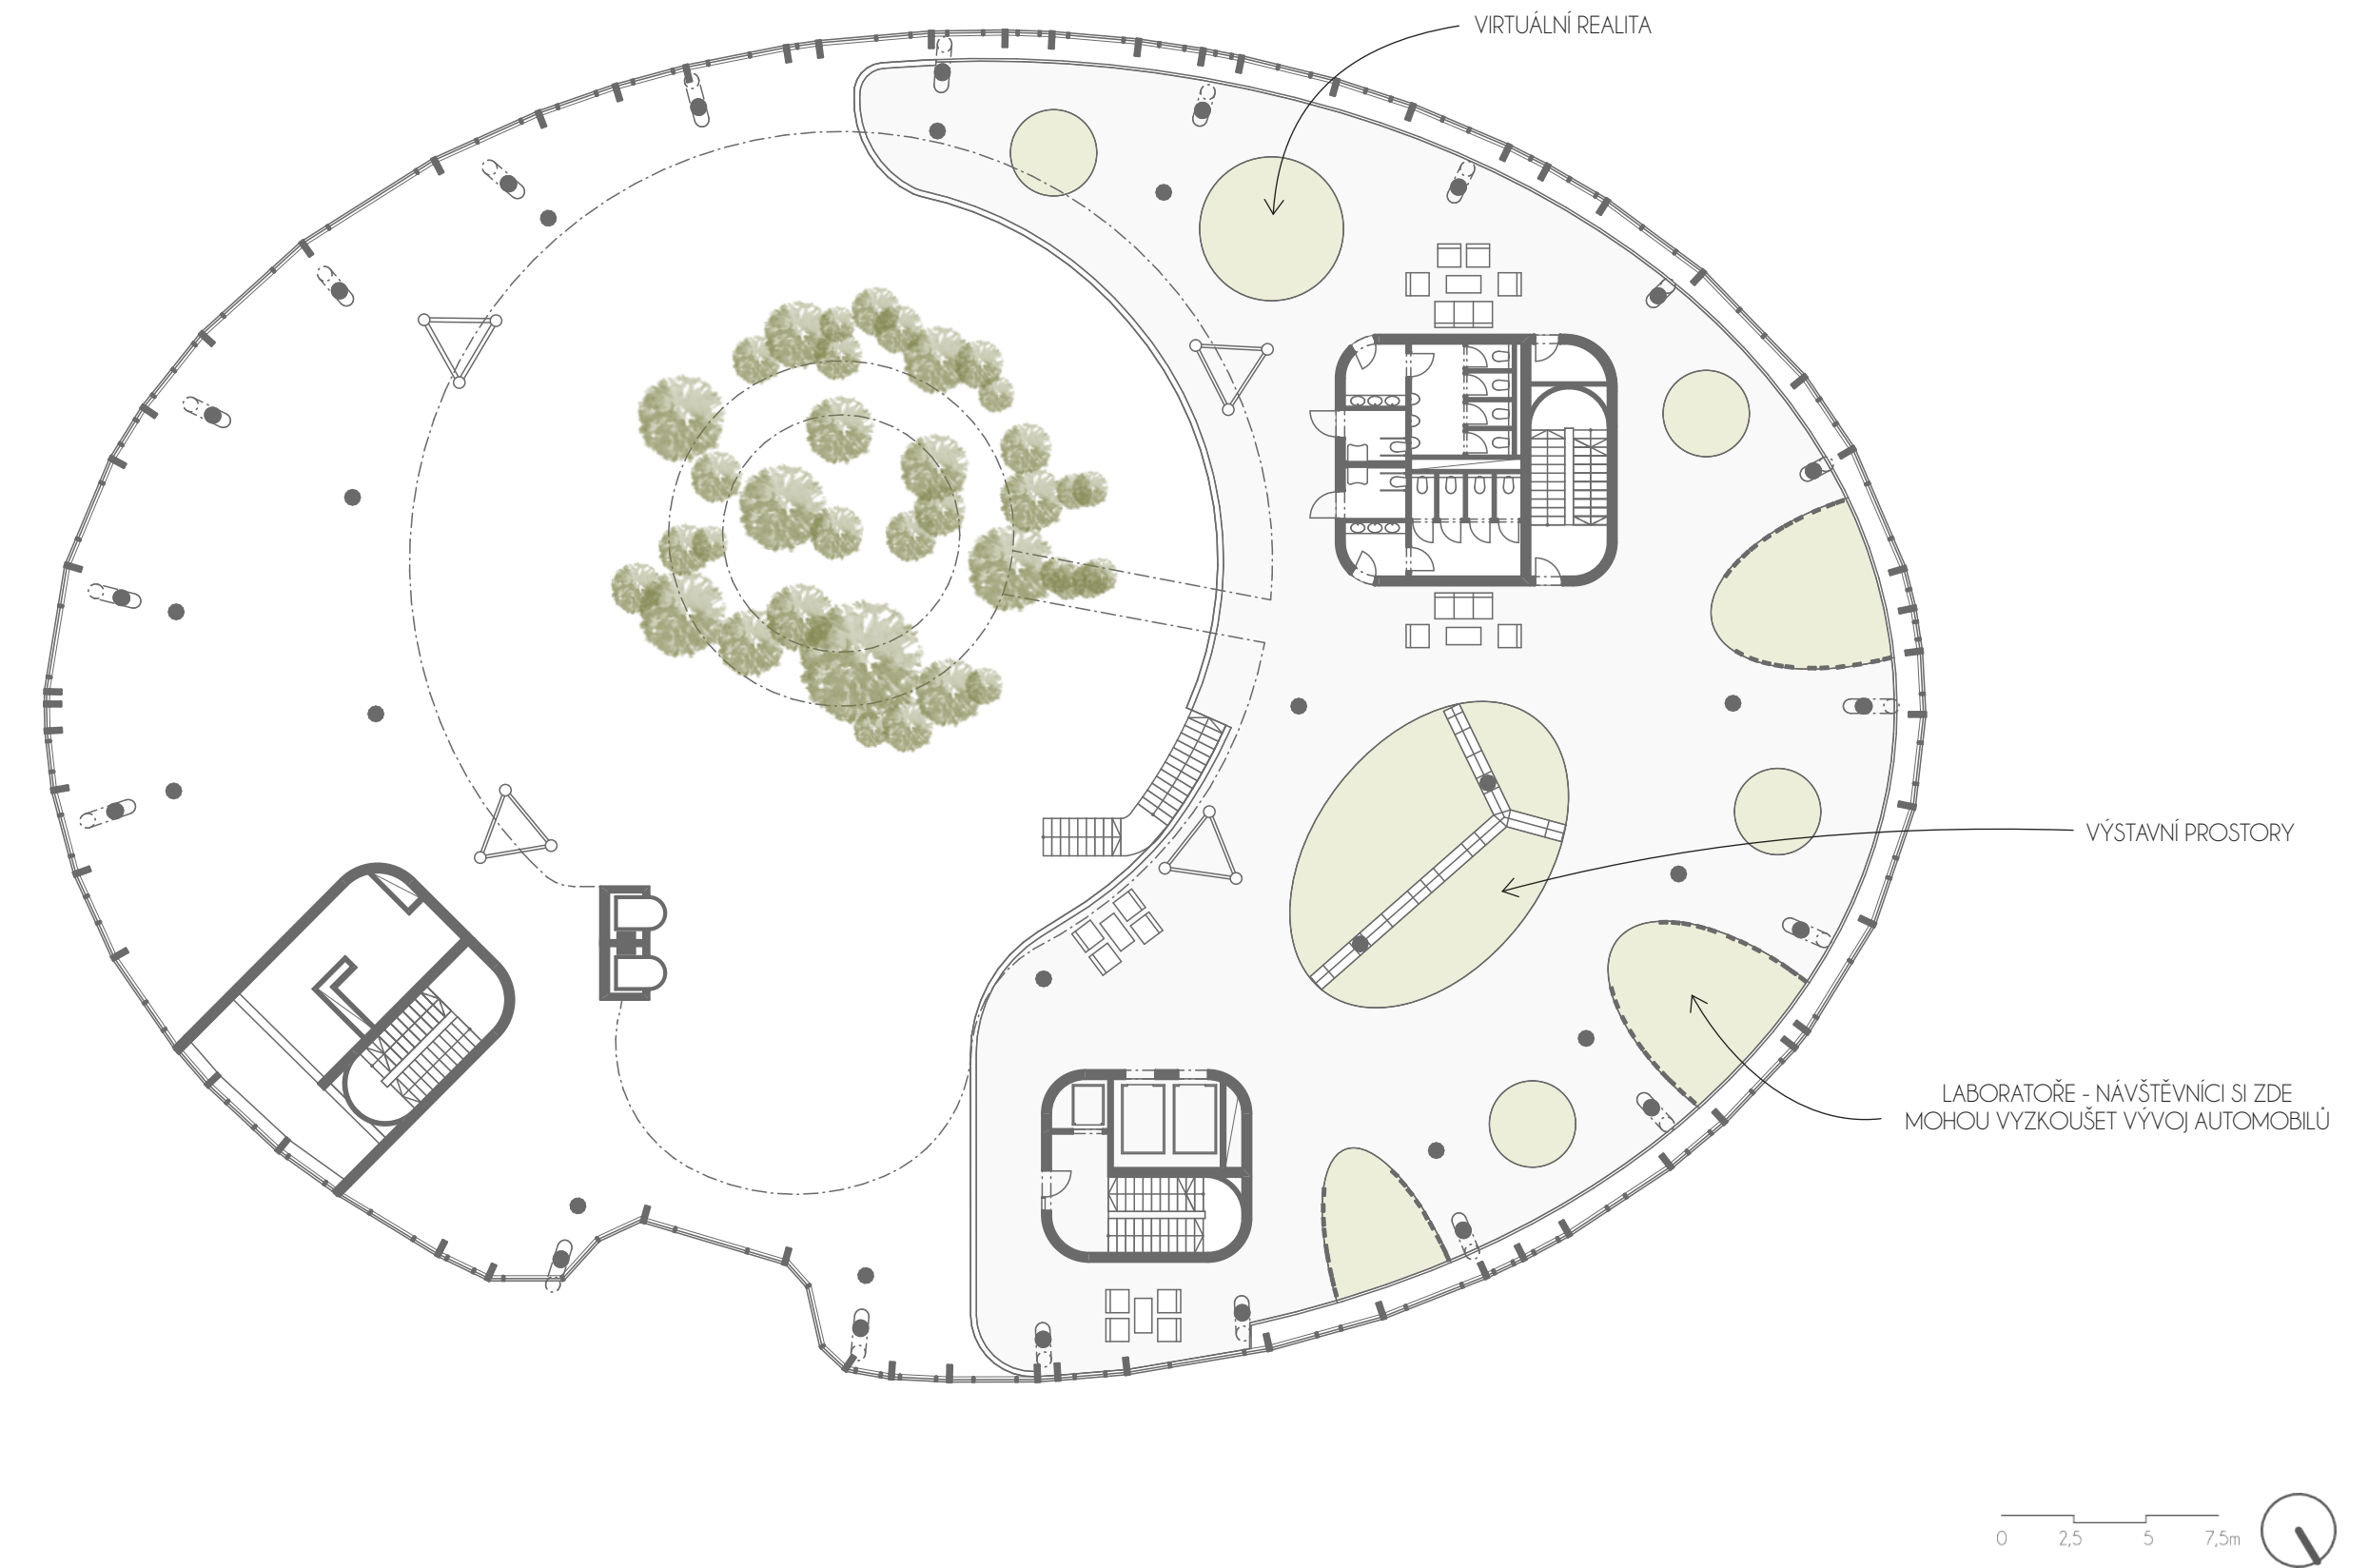 VIRTUÁLNÍ REALITA
VÝSTAVNÍ PROSTORY
LABORATOŘE - NÁVŠTĚVNÍCI SI ZDE
MOHOU VYZKOUŠET VÝVOJ AUTOMOBILŮ
0 2,5 5 7,5m